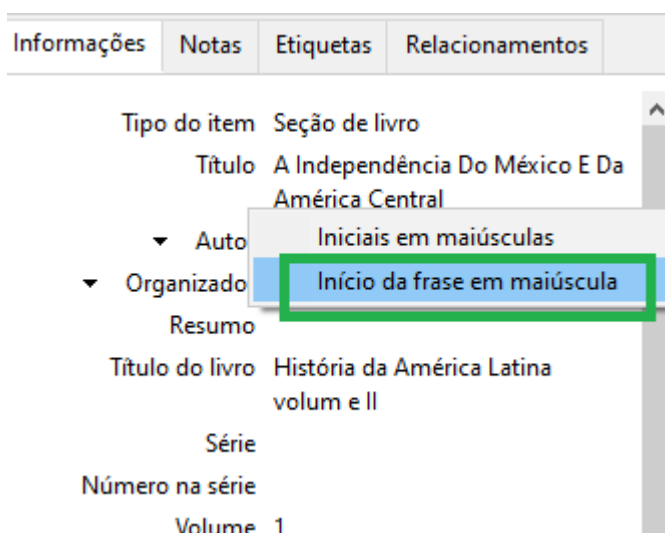 Informações Notas Etiquetas Relacionamentos
Tipo do item Seção de livro
Título A Independência Do México E Da
América Central
Auto Iniciais em maiúsculas
Organizado Início da frase em maiúscula
Resumo
Título do livro História da América Latina
volum e II
Série
Número na série
Volume 1